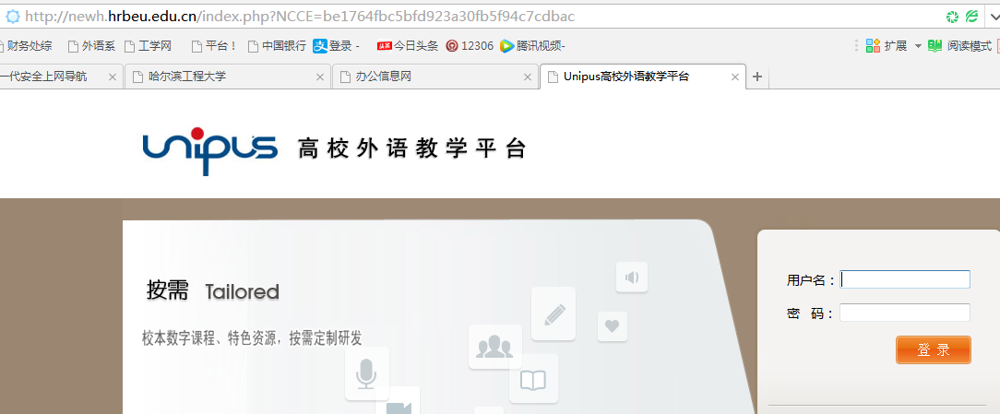 http://newh.hrbeu.edu.cn/index.php?NCCE=be1764fbc5bfd923a30fb5f94c7cdbac
财务处综 外语系 工学网 平台！ 中国银行 支 登录 - 头条 今日头条 12306 腾讯视频- 扩展 阅读模式
一代安全上网导航 哈尔滨工程大学 办公信息网 Unipus高校外语教学平台
unipus 高校外语教学平台
按需 Tailored
校本数字课程、特色资源，按需定制研发
用户名：
密 码：
登 录